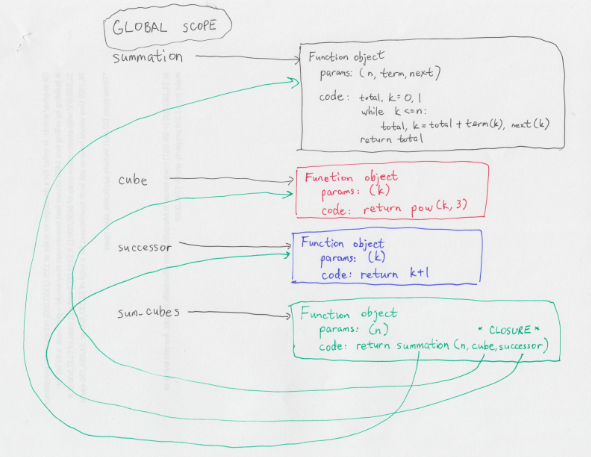 GLOBAL SCOPE
summation
Function object
params: (n, term, next)
code: total, k = 0, 1
while k <= n:
total, k = total + term(k), next(k)
return total
cube
Function object
params: (k)
code: return pow(k, 3)
successor
Function object
params: (k)
code: return k+1
sum_cubes
Function object
params: (n)
* CLOSURE *
code: return summation (n, cube, successor)